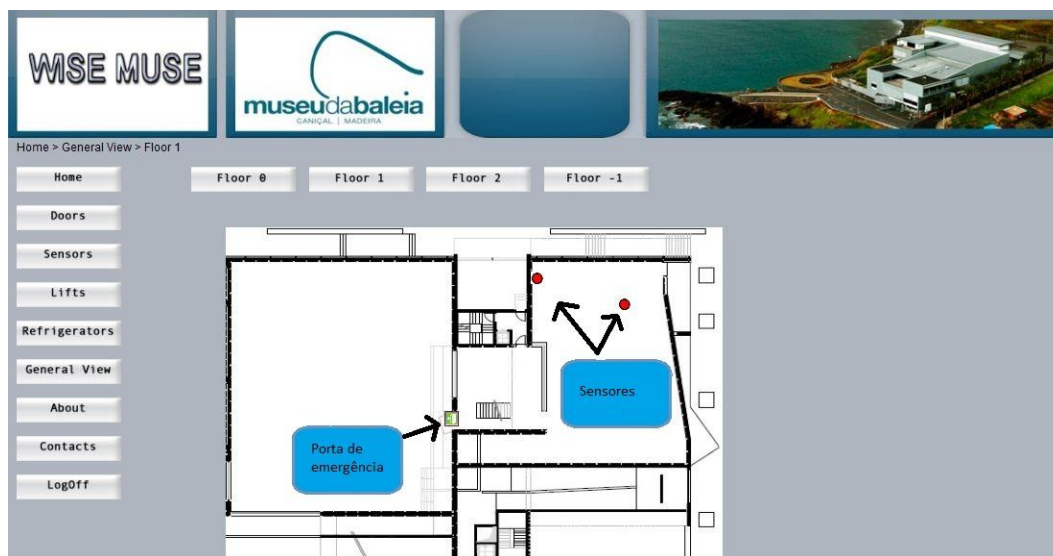 WISE MUSE
museudabaleia
CANIÇAL | MADEIRA
Home > General View > Floor 1
Home
Floor 0
Floor 1
Floor 2
Floor -1
Doors
Sensors
Lifts
Refrigerators
General View
About
Contacts
LogOff
Sensores
Porta de
emergência